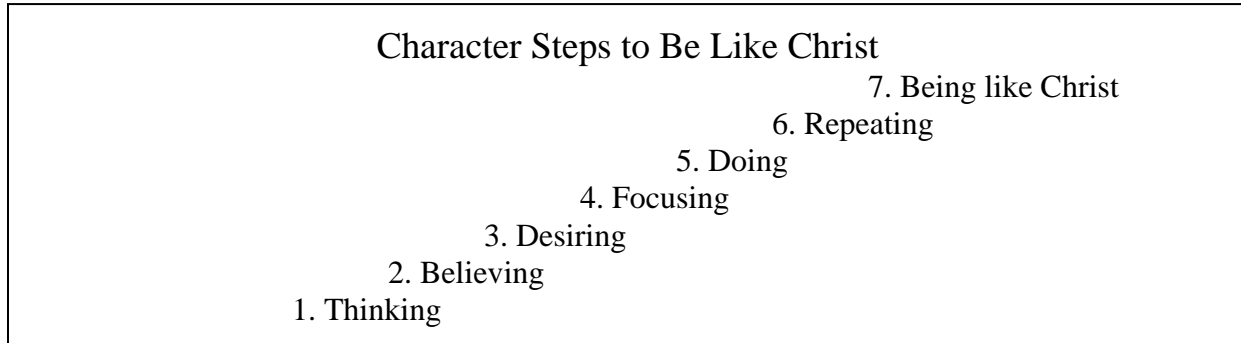 Character Steps to Be Like Christ
7. Being like Christ
6. Repeating
5. Doing
4. Focusing
3. Desiring
2. Believing
1. Thinking